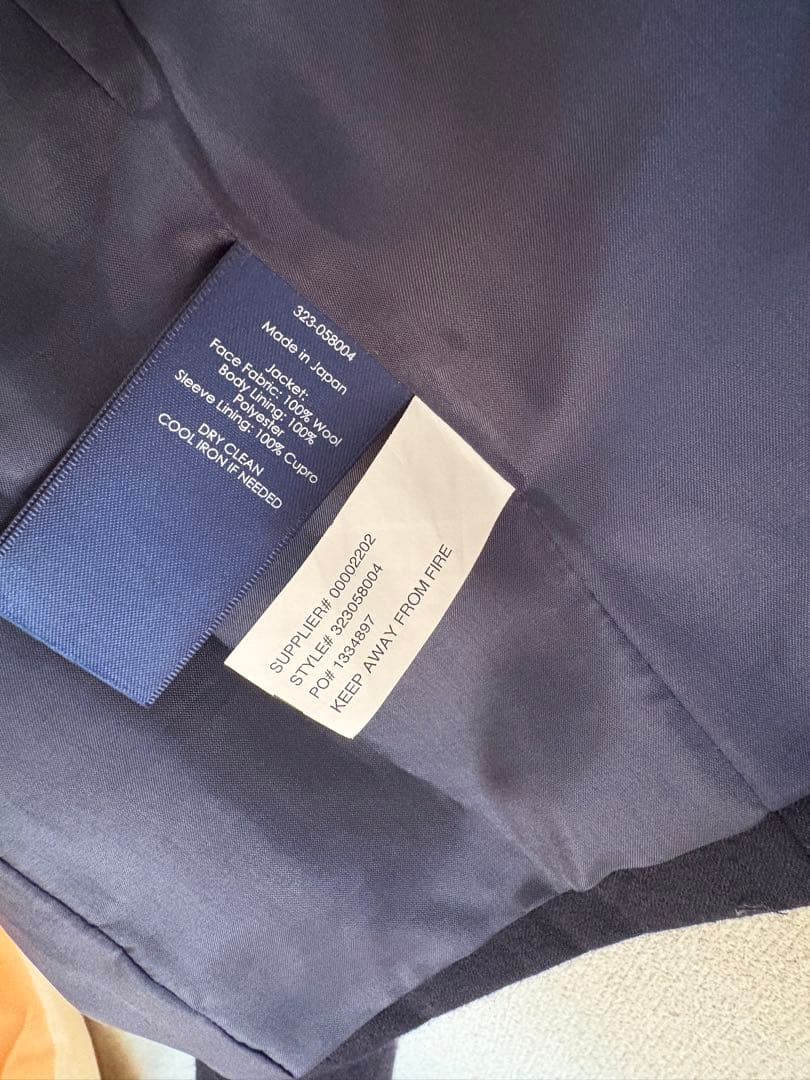 323-058004
Made in Japan
Jacket:
Face Fabric: 100% Wool
Body Lining: 100%
Polyester
Sleeve Lining: 100% Cupro
DRY CLEAN
COOL IRON IF NEEDED
SUPPLIER# 00002202
STYLE# 323058004
PO# 1334897
KEEP AWAY FROM FIRE